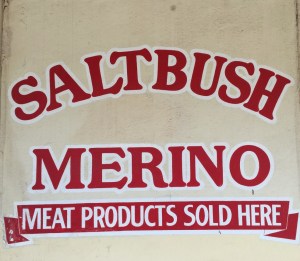 SALTBUSH
MERINO
MEAT PRODUCTS SOLD HERE